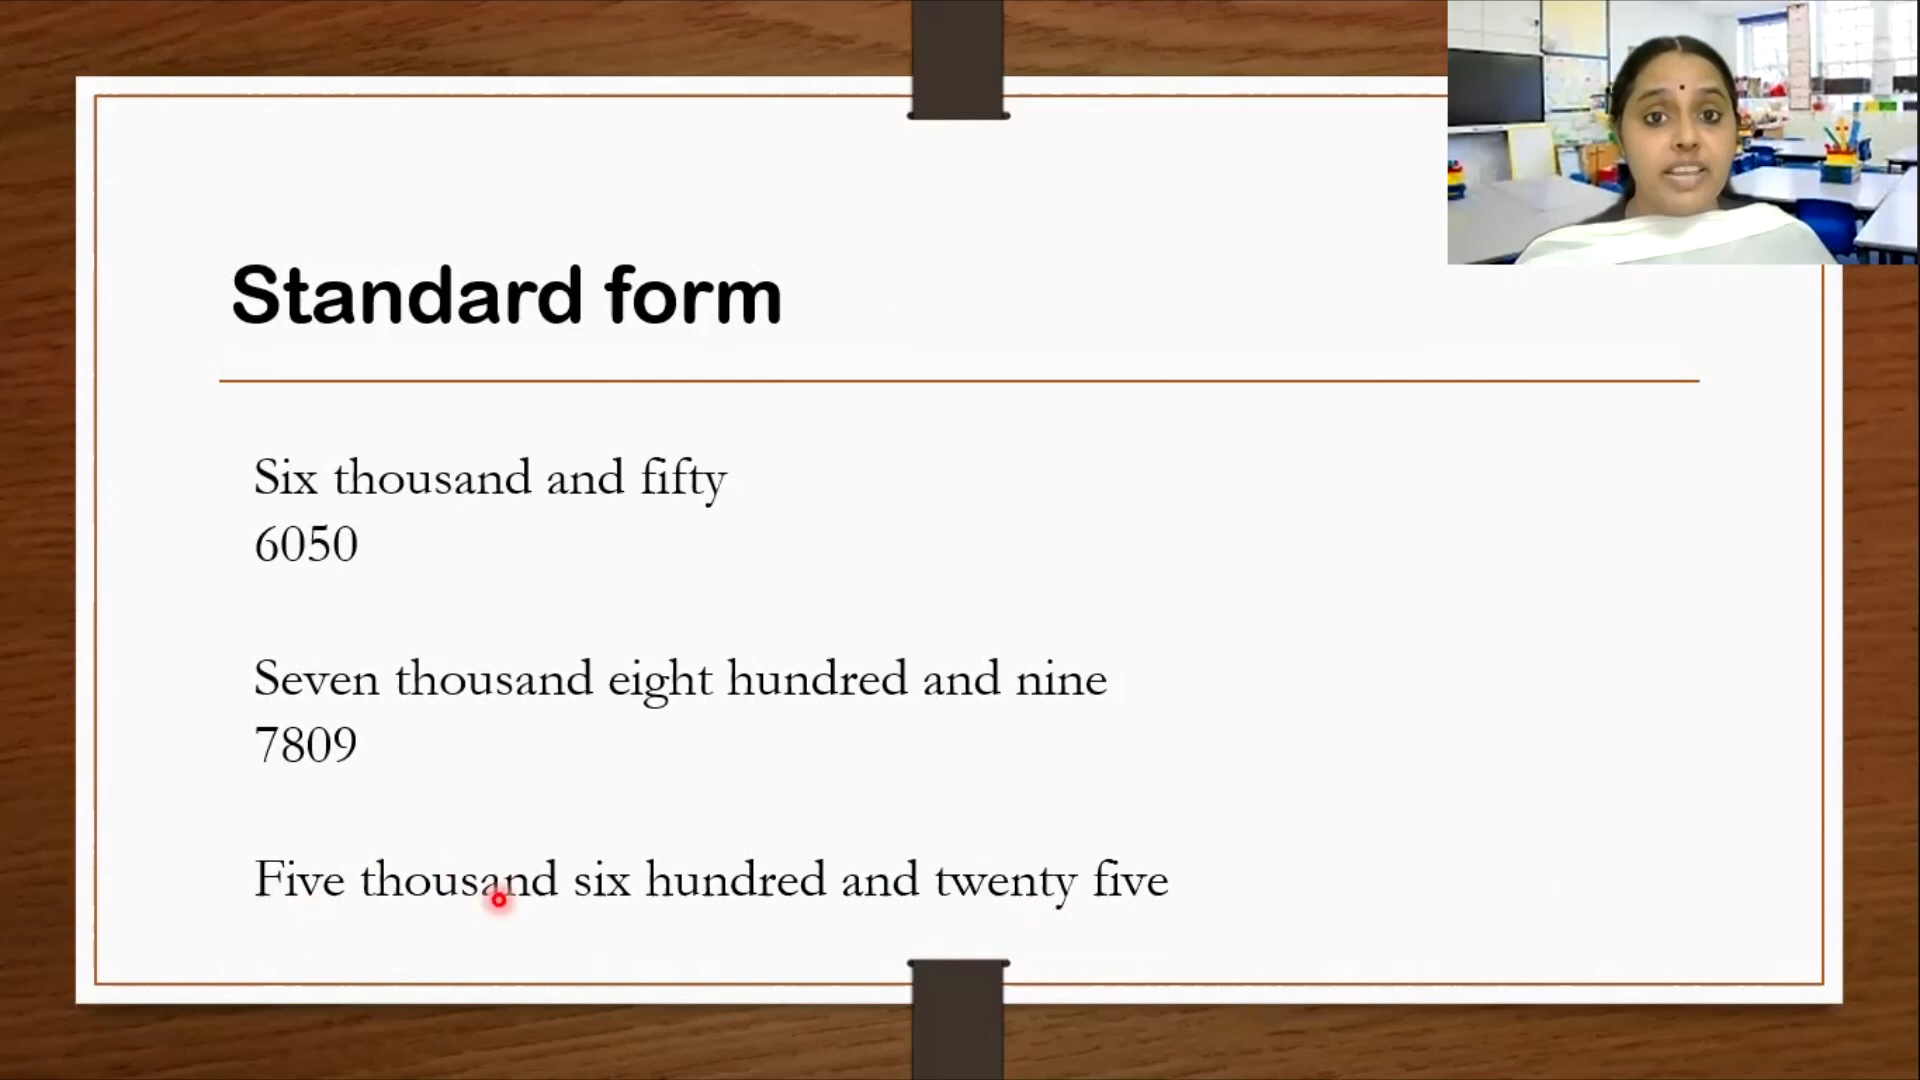 Standard form
Six thousand and fifty
6050
Seven thousand eight hundred and nine
7809
Five thousand six hundred and twenty five